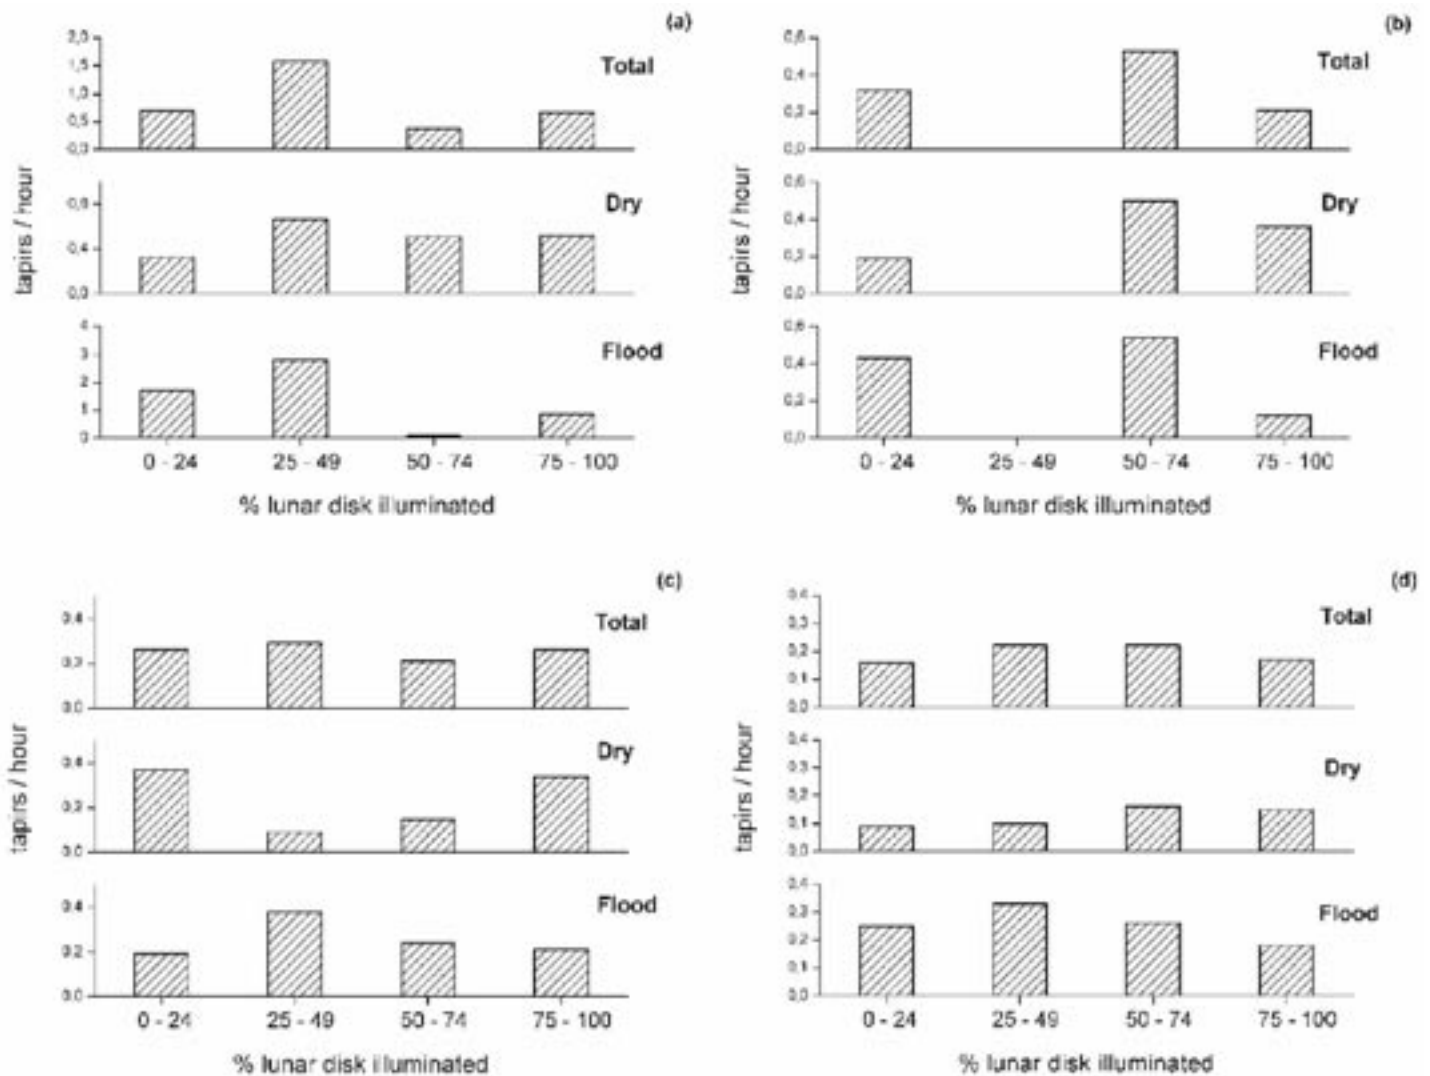 (a)
2,0
1,5
1,0
0,5
0,0
Total
0,8
0,4
0,0
Dry
4
3
2
1
0
Flood
tapirs / hour
0 - 24 25 - 49 50 - 74 75 - 100
% lunar disk illuminated
(b)
0,6
0,4
0,2
0,0
Total
0,6
0,4
0,2
0,0
Dry
0,6
0,4
0,2
0,0
Flood
tapirs / hour
0 - 24 25 - 49 50 - 74 75 - 100
% lunar disk illuminated
(c)
0.4
0.2
0.0
Total
0.4
0.2
0.0
Dry
0.4
0.2
0.0
Flood
tapirs / hour
0 - 24 25 - 49 50 - 74 75 - 100
% lunar disk illuminated
(d)
0,4
0,3
0,2
0,1
0,0
Total
0,4
0,3
0,2
0,1
0,0
Dry
0,4
0,3
0,2
0,1
0,0
Flood
tapirs / hour
0 - 24 25 - 49 50 - 74 75 - 100
% lunar disk illuminated